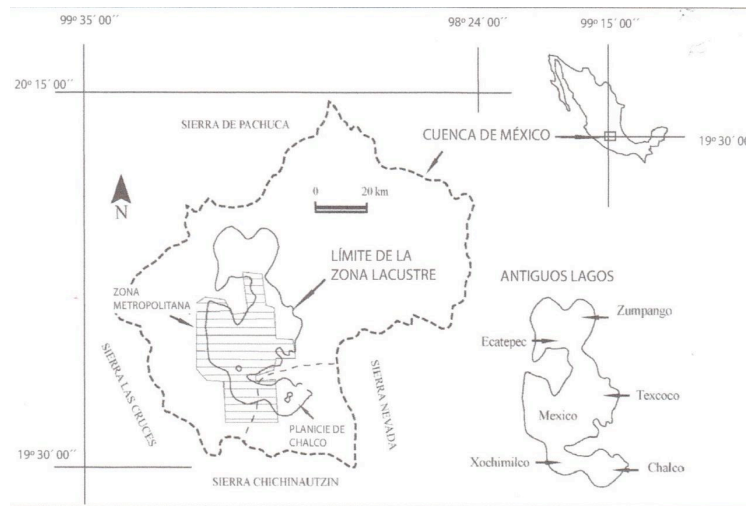 99º 35´ 00´´
98º 24´ 00´´
99º 15´ 00´´
20º 15´ 00´´
SIERRA DE PACHUCA
CUENCA DE MÉXICO
19º 30´ 00´´
N
0 20 km
LÍMITE DE LA
ZONA LACUSTRE
ZONA
METROPOLITANA
SIERRA LAS CRUCES
SIERRA NEVADA
PLANICIE DE
CHALCO
19º 30´ 00´´
SIERRA CHICHINAUTZIN
ANTIGUOS LAGOS
Zumpango
Ecatepec
Texcoco
Mexico
Xochimilco
Chalco